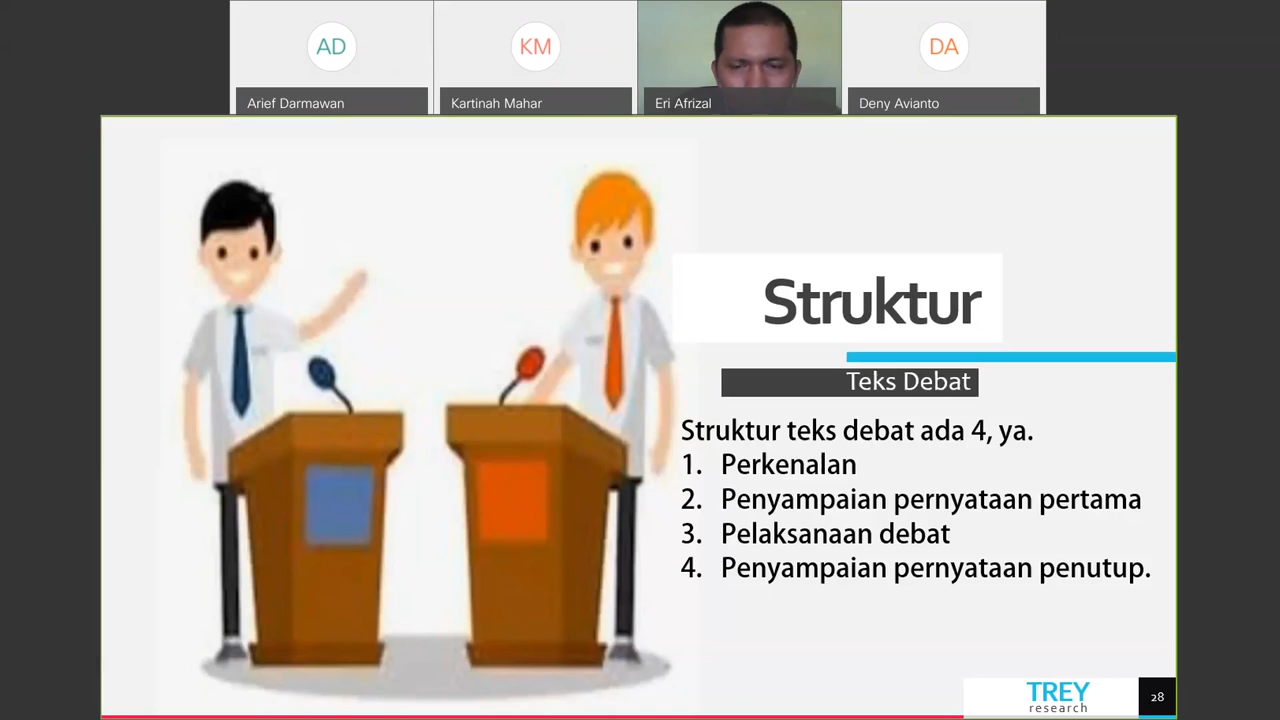 AD
KM
DA
Arief Darmawan
Kartinah Mahar
Eri Afrizal
Deny Avianto
Struktur
Teks Debat
Struktur teks debat ada 4, ya.
1. Perkenalan
2. Penyampaian pernyataan pertama
3. Pelaksanaan debat
4. Penyampaian pernyataan penutup.
TREY
research
28